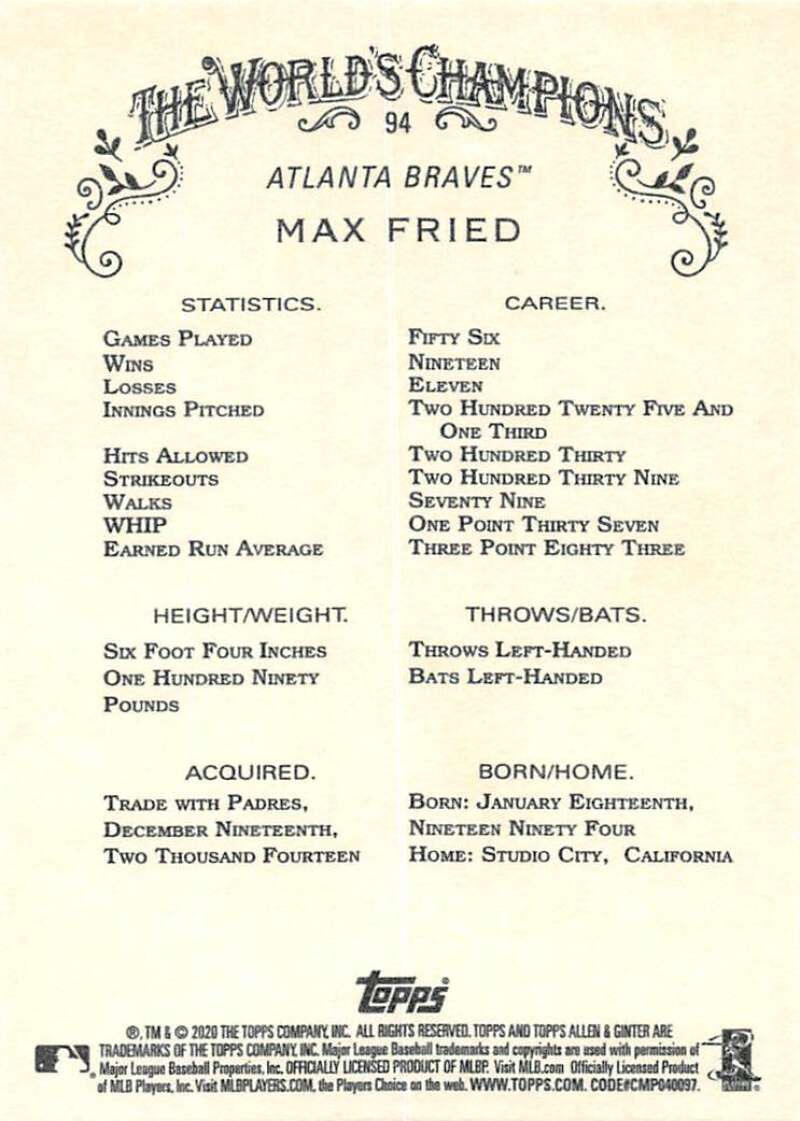 THE WORLD'S CHAMPIONS
94
ATLANTA BRAVES™
MAX FRIED
STATISTICS. CAREER.
GAMES PLAYED FIFTY SIX
WINS NINETEEN
LOSSES ELEVEN
INNINGS PITCHED TWO HUNDRED TWENTY FIVE AND
ONE THIRD
HITS ALLOWED TWO HUNDRED THIRTY
STRIKEOUTS TWO HUNDRED THIRTY NINE
WALKS SEVENTY NINE
WHIP ONE POINT THIRTY SEVEN
EARNED RUN AVERAGE THREE POINT EIGHTY THREE
HEIGHT/WEIGHT.
SIX FOOT FOUR INCHES
ONE HUNDRED NINETY
POUNDS
THROWS/BATS.
THROWS LEFT-HANDED
BATS LEFT-HANDED
ACQUIRED.
TRADE WITH PADRES,
DECEMBER NINETEENTH,
TWO THOUSAND FOURTEEN
BORN/HOME.
BORN: JANUARY EIGHTEENTH,
NINETEEN NINETY FOUR
HOME: STUDIO CITY, CALIFORNIA
topps®
®, TM & © 2020 THE TOPPS COMPANY, INC. ALL RIGHTS RESERVED. TOPPS AND TOPPS ALLEN & GINTER ARE
TRADEMARKS OF THE TOPPS COMPANY, INC. Major League Baseball trademarks and copyrights are used with permission of
Major League Baseball Properties, Inc. OFFICIALLY LICENSED PRODUCT OF MLBP. Visit MLB.com Officially Licensed Product
of MLB Players, Inc. Visit MLBPLAYERS.COM, the Players Choice on the web. WWW.TOPPS.COM. CODE#CMP040097.